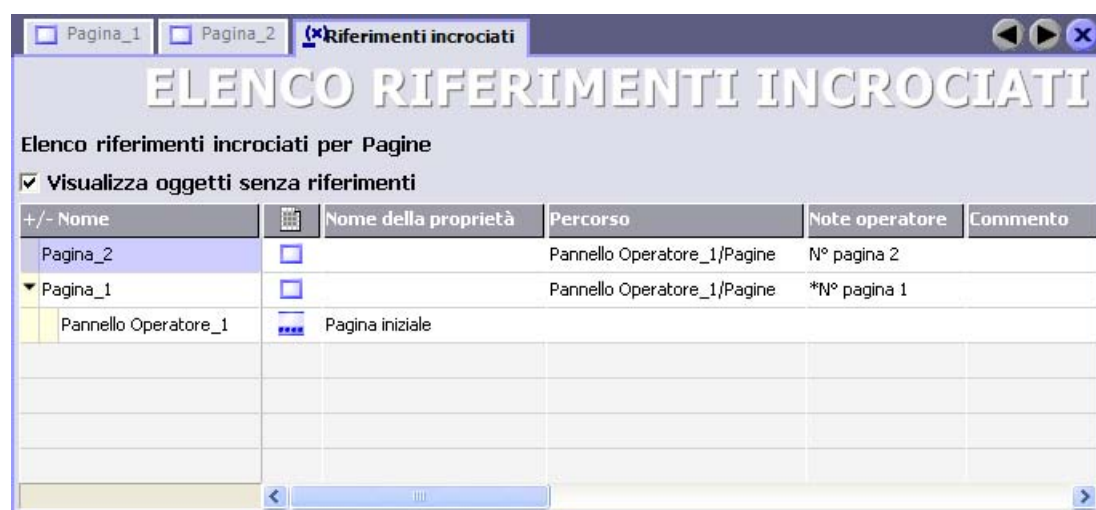 Pagina_1 Pagina_2 Riferimenti incrociati
ELENCO RIFERIMENTI INCROCIATI
Elenco riferimenti incrociati per Pagine
Visualizza oggetti senza riferimenti
+/- Nome Nome della proprietà Percorso Note operatore Commento
Pagina_2 Pannello Operatore_1/Pagine N° pagina 2
Pagina_1 Pannello Operatore_1/Pagine *N° pagina 1
Pannello Operatore_1 Pagina iniziale